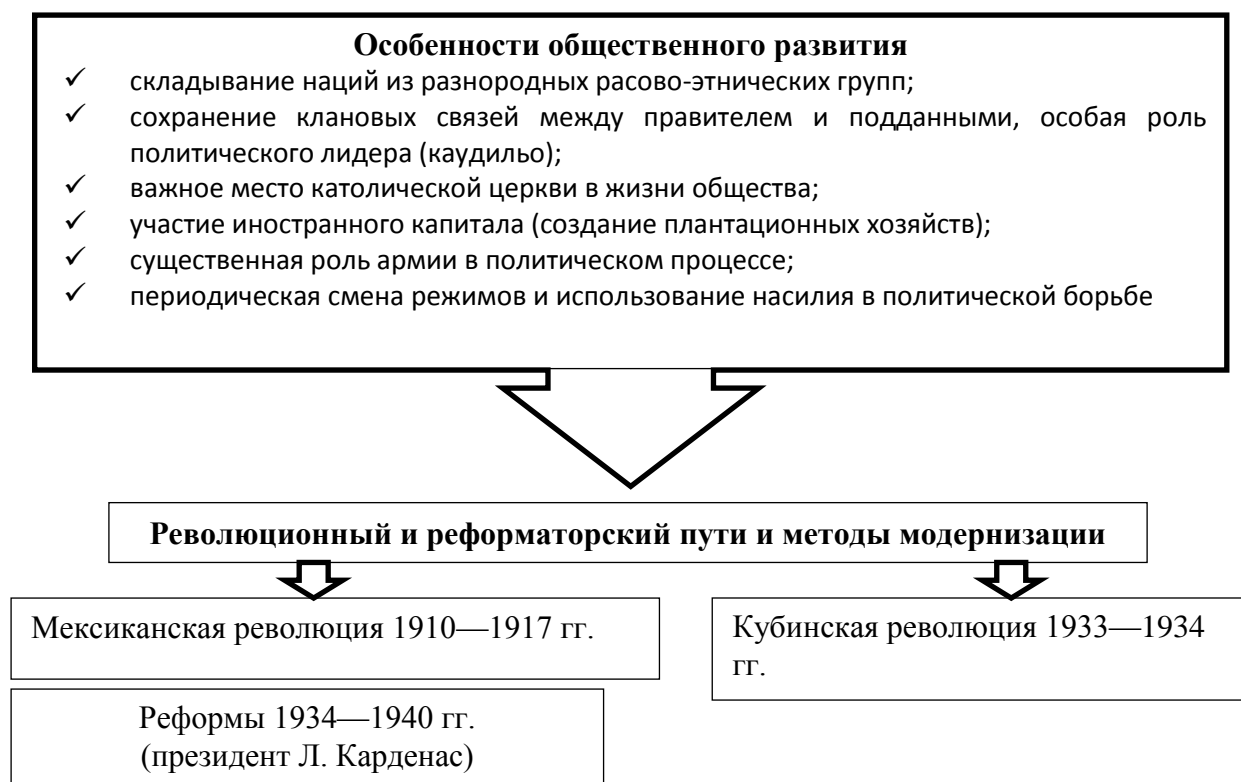 Особенности общественного развития
✓ складывание наций из разнородных расово-этнических групп;
✓ сохранение клановых связей между правителем и подданными, особая роль
политического лидера (каудильо);
✓ важное место католической церкви в жизни общества;
✓ участие иностранного капитала (создание плантационных хозяйств);
✓ существенная роль армии в политическом процессе;
✓ периодическая смена режимов и использование насилия в политической борьбе
Революционный и реформаторский пути и методы модернизации
Мексиканская революция 1910—1917 гг.
Реформы 1934—1940 гг.
(президент Л. Карденас)
Кубинская революция 1933—1934
гг.